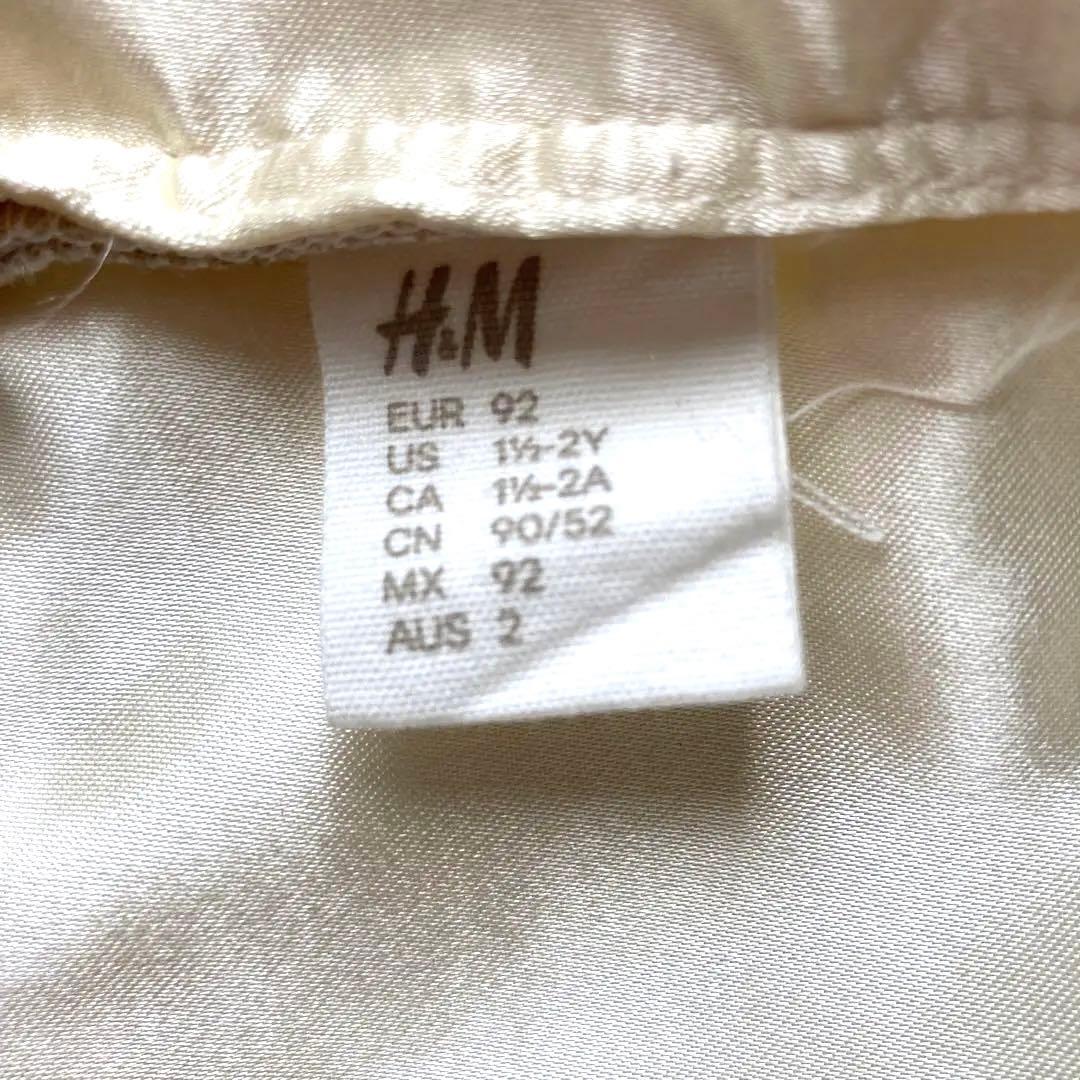 H&M
EUR 92
US 1½-2Y
CA 1½-2A
CN 90/52
MX 92
AUS 2